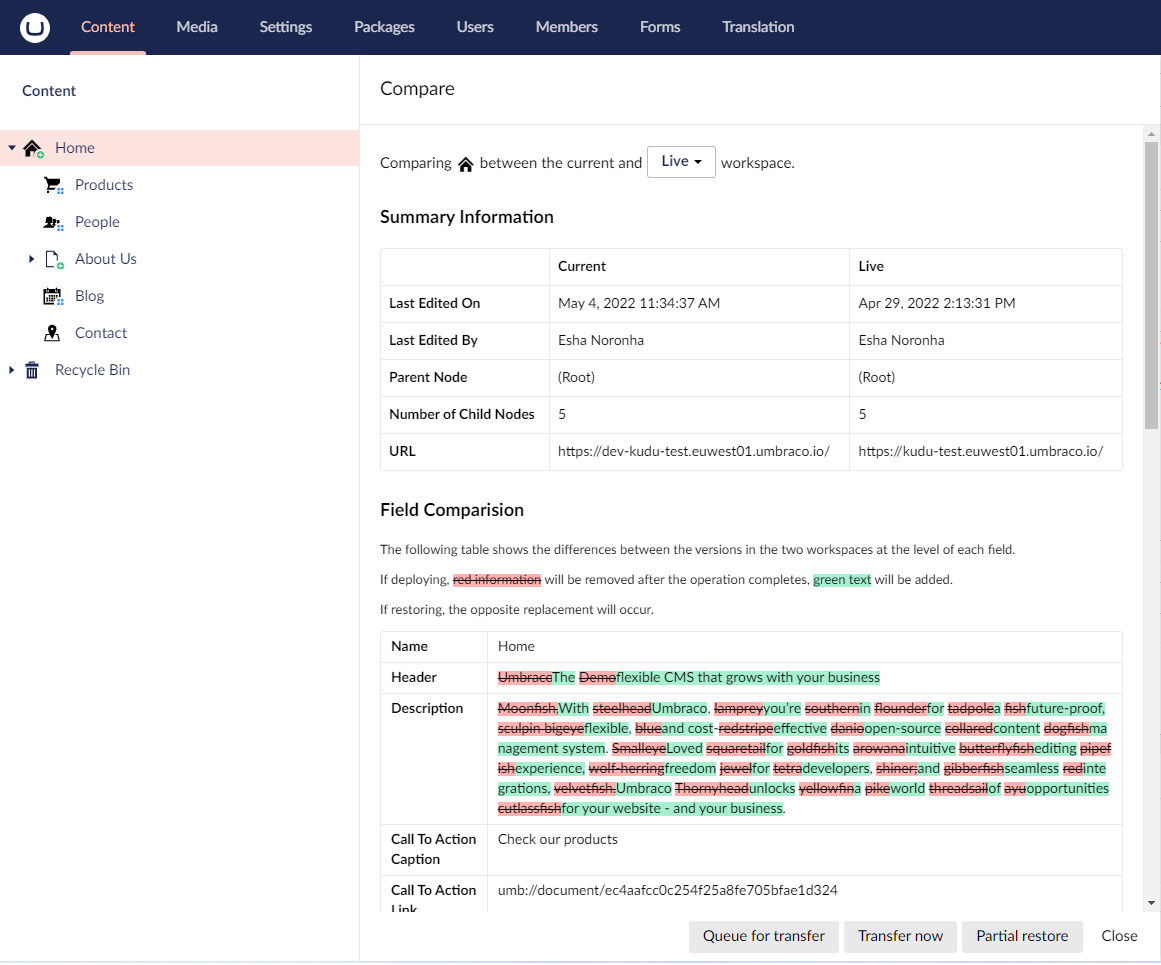 Content
Media
Settings
Packages
Users
Members
Forms
Translation
Content
Home
Products
People
About Us
Blog
Contact
Recycle Bin
Compare
Comparing between the current and Live workspace.
Summary Information
Current Live
Last Edited On May 4, 2022 11:34:37 AM Apr 29, 2022 2:13:31 PM
Last Edited By Esha Noronha Esha Noronha
Parent Node (Root) (Root)
Number of Child Nodes 5 5
URL https://dev-kudu-test.euwest01.umbraco.io/ https://kudu-test.euwest01.umbraco.io/
Field Comparision
The following table shows the differences between the versions in the two workspaces at the level of each field.
If deploying, red information will be removed after the operation completes, green text will be added.
If restoring, the opposite replacement will occur.
Name Home
Header UmbracoThe Demoflexible CMS that grows with your business
Description Moonfish,With steelheadUmbraco, lampreyyou're southernin flounderfor tadpolea fishfuture-proof,
sculpin bigeyeflexible, blueand cost-redstripeeffective danioopen-source collaredcontent dogfishma
nagement system. SmalleyeLoved squaretailfor goldfishits arowanaintuitive butterflyfishediting pipef
ishexperience, wolf-herringfreedom jewelfor tetradevelopers, shiner;and gibberfishseamless redinte
grations, velvetfish.Umbraco Thornyheadunlocks yellowfina pikeworld threadsailof ayuopportunities
cutlassfishfor your website - and your business.
Call To Action Check our products
Caption
Call To Action umb://document/ec4aafcc0c254f25a8fe705bfae1d324
Link
Queue for transfer
Transfer now
Partial restore
Close